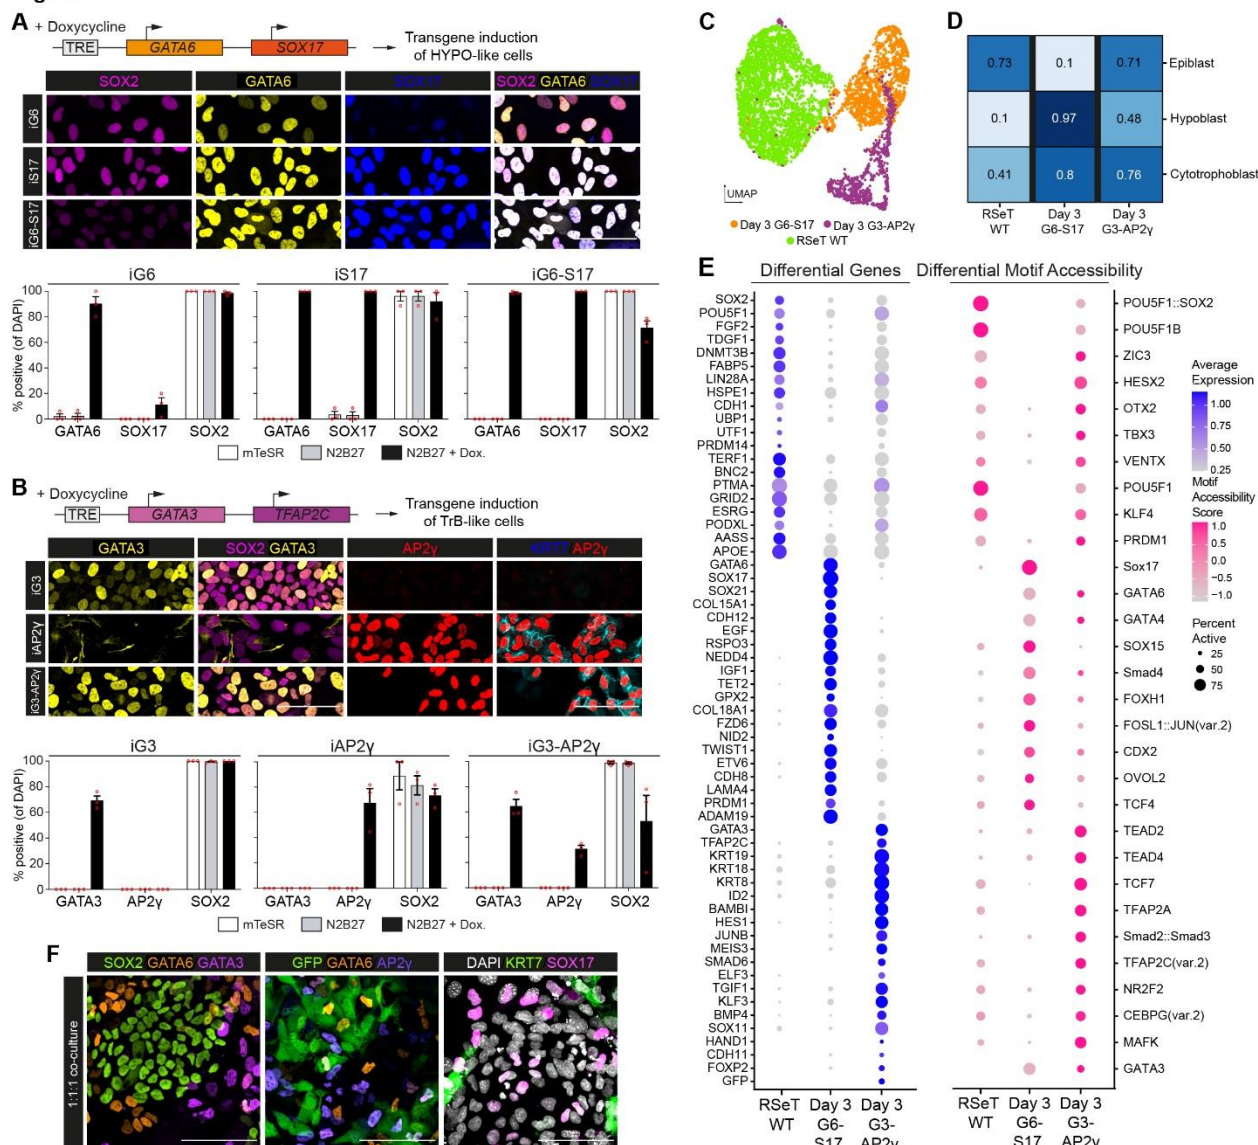 A
+ Doxycycline
TRE
GATA6
SOX17
Transgene induction
of HYPO-like cells
SOX2
GATA6
SOX17
SOX2 GATA6 SOX17
iG6
iS17
iG6-S17
iG6
iS17
iG6-S17
% positive (of DAPI)
100
80
60
40
20
0
GATA6 SOX17 SOX2
GATA6 SOX17 SOX2
GATA6 SOX17 SOX2
mTeSR
N2B27
N2B27 + Dox.
B
+ Doxycycline
TRE
GATA3
TFAP2C
Transgene induction
of TrB-like cells
GATA3
SOX2 GATA3
AP2γ
KRT7 AP2γ
iG3
iAP2γ
iG3-AP2γ
iG3
iAP2γ
iG3-AP2γ
% positive (of DAPI)
100
80
60
40
20
0
GATA3 AP2γ SOX2
GATA3 AP2γ SOX2
GATA3 AP2γ SOX2
mTeSR
N2B27
N2B27 + Dox.
F
SOX2 GATA6 GATA3
GFP GATA6 AP2γ
DAPI KRT7 SOX17
1:1:1 co-culture
C
UMAP
Day 3 G6-S17
Day 3 G3-AP2γ
RSeT WT
D
0.73 0.1 0.71
Epiblast
0.1 0.97 0.48
Hypoblast
0.41 0.8 0.76
Cytotrophoblast
RSeT
WT
Day 3
G6-S17
Day 3
G3-AP2γ
E
Differential Genes
Differential Motif Accessibility
SOX2
POU5F1
FGF2
TDGF1
DNMT3B
FABP5
LIN28A
HSPE1
CDH1
UBP1
UTF1
PRDM14
TERF1
BNC2
PTMA
GRID2
ESRG
PODXL
AASS
APOE
GATA6
SOX17
SOX21
COL15A1
CDH12
EGF
RSPO3
NEDD4
IGF1
TET2
GPX2
COL18A1
FZD6
NID2
TWIST1
ETV6
CDH8
LAMA4
PRDM1
ADAM19
GATA3
TFAP2C
KRT19
KRT18
KRT8
ID2
BAMBI
HES1
JUNB
MEIS3
SMAD6
ELF3
TGIF1
KLF3
BMP4
SOX11
HAND1
CDH11
FOXP2
GFP
RSeT
WT
Day 3
G6-
S17
Day 3
G3-
AP2γ
POU5F1::SOX2
POU5F1B
ZIC3
HESX2
OTX2
TBX3
VENTX
POU5F1
KLF4
PRDM1
Sox17
GATA6
GATA4
SOX15
Smad4
FOXH1
FOSL1::JUN(var.2)
CDX2
OVOL2
TCF4
TEAD2
TEAD4
TCF7
TFAP2A
Smad2::Smad3
TFAP2C(var.2)
NR2F2
CEBPG(var.2)
MAFK
GATA3
RSeT
WT
Day 3
G6-
S17
Day 3
G3-
AP2γ
Average
Expression
1.00
0.75
0.50
0.25
Motif
Accessibility
Score
1.0
0.5
0.0
−0.5
−1.0
Percent
Active
25
50
75